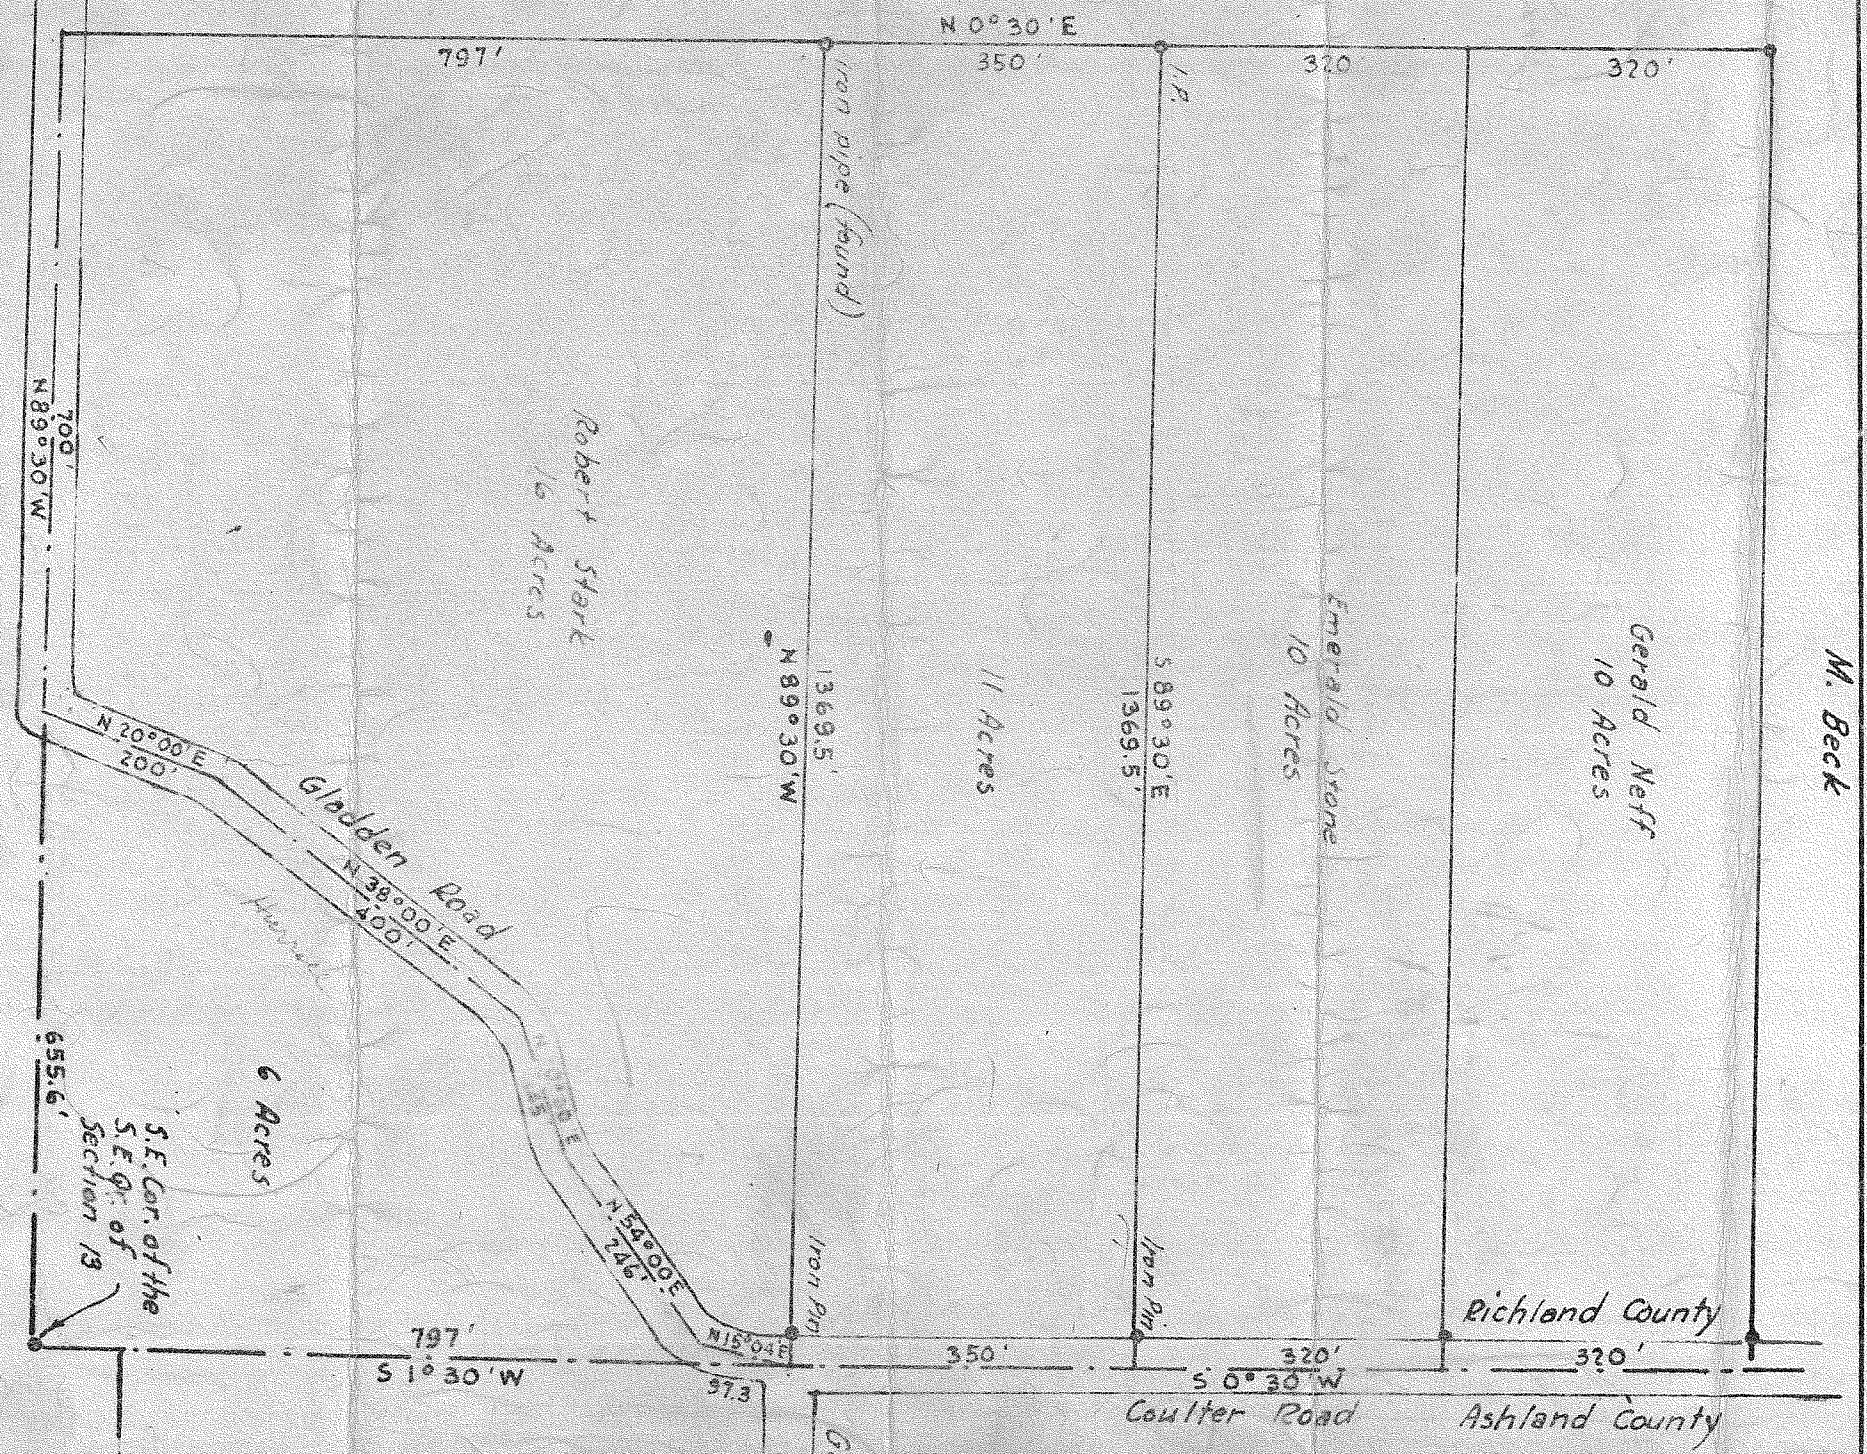 N 0° 30' E
797'
350'
320
320'
Iron pipe (found)
I.P.
700'
N 89° 30' W
Robert Stark
16 Acres
1369.5'
N 89° 30' W
11 Acres
S 89° 30' E
1369.5'
Emerald Stone
10 Acres
Gerald Neff
10 Acres
M. Beck
N 20° 00' E
200'
Gladden Road
N 38° 00' E
400'
N 54° 00' E
246'
N 15° 04' E
97.3
655.6'
6 Acres
S.E. Cor. of the
S.E. Qr. of
Section 13
Iron Pin
Iron Pin
Richland County
797'
S 1° 30' W
350'
320'
320'
S 0° 30' W
Coulter Road
Ashland County
G